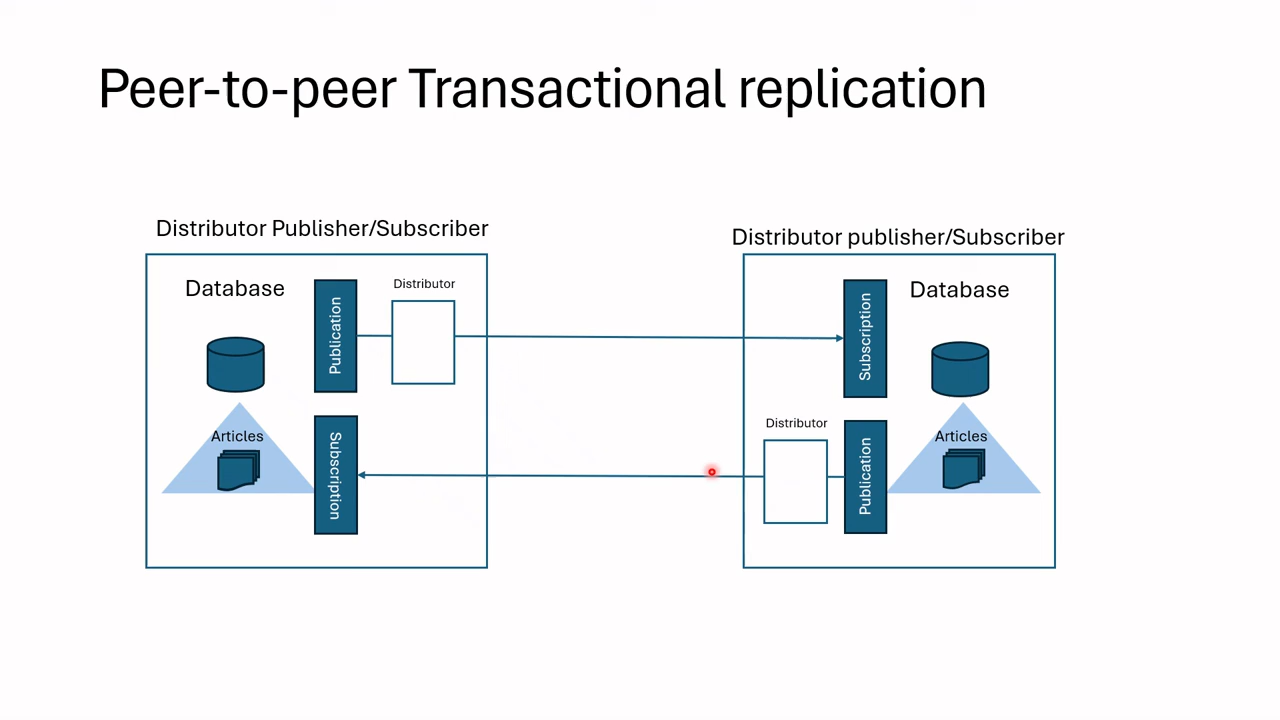 Peer-to-peer Transactional replication
Distributor Publisher/Subscriber
Database
Publication
Distributor
Articles
Subscription
Distributor publisher/Subscriber
Subscription
Database
Distributor
Publication
Articles